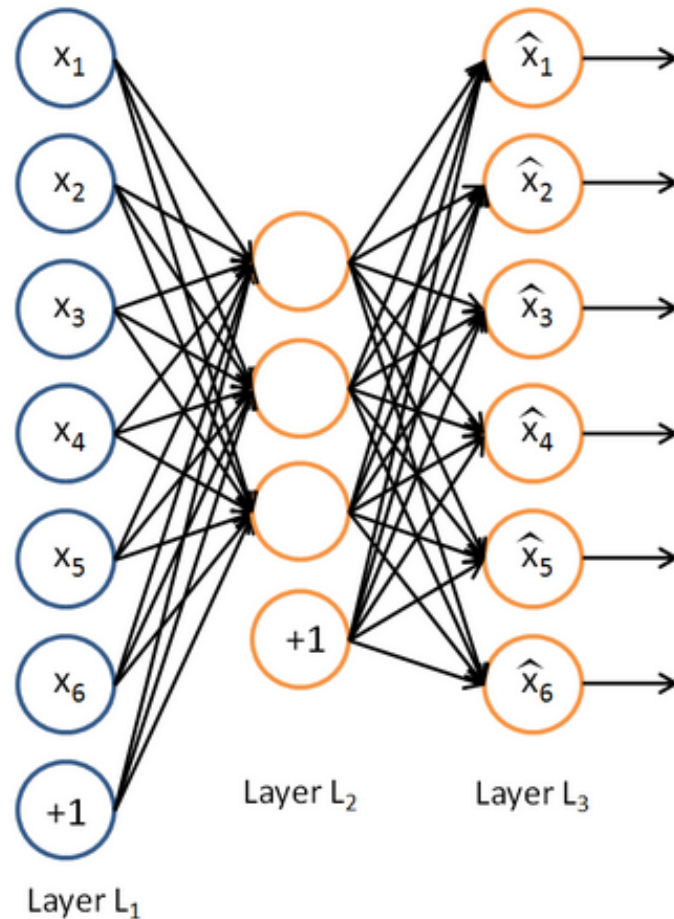 x₁
x₂
x₃
x₄
x₅
x₆
+1
Layer L₁
+1
Layer L₂
x̂₁
x̂₂
x̂₃
x̂₄
x̂₅
x̂₆
Layer L₃